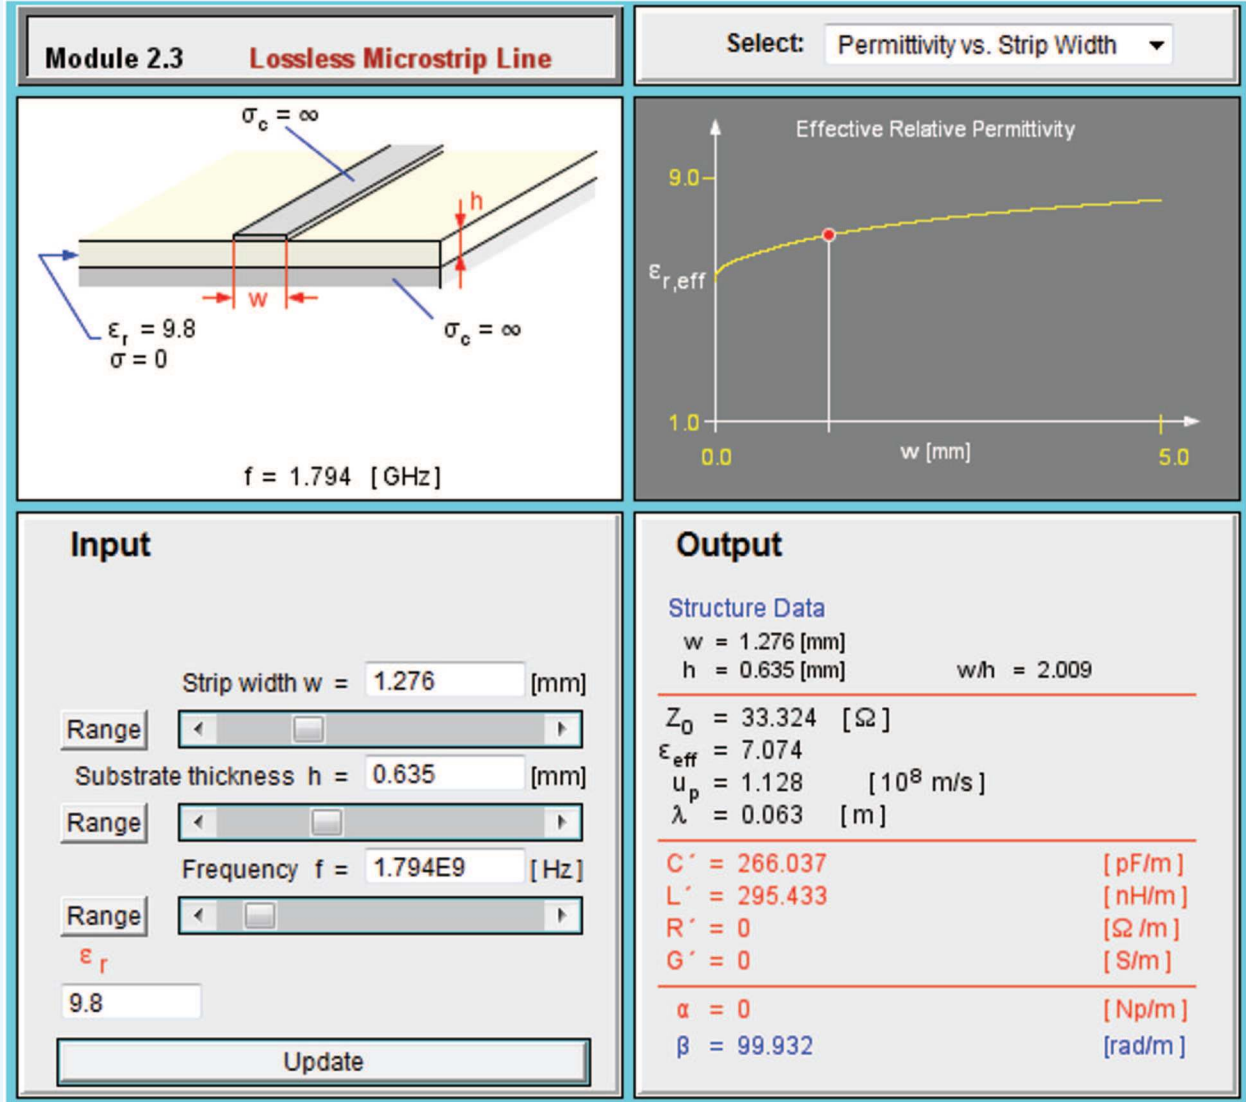 Module 2.3 Lossless Microstrip Line
Select: Permittivity vs. Strip Width
σc = ∞
h
w
εr = 9.8
σ = 0
σc = ∞
f = 1.794 [GHz]
Effective Relative Permittivity
9.0
εr,eff
1.0
0.0
w [mm]
5.0
Input
Strip width w = 1.276 [mm]
Range
Substrate thickness h = 0.635 [mm]
Range
Frequency f = 1.794E9 [Hz]
Range
εr
9.8
Update
Output
Structure Data
w = 1.276 [mm]
h = 0.635 [mm] w/h = 2.009
Z0 = 33.324 [Ω]
εeff = 7.074
up = 1.128 [10⁸ m/s]
λ = 0.063 [m]
C´ = 266.037 [pF/m]
L´ = 295.433 [nH/m]
R´ = 0 [Ω/m]
G´ = 0 [S/m]
α = 0 [Np/m]
β = 99.932 [rad/m]